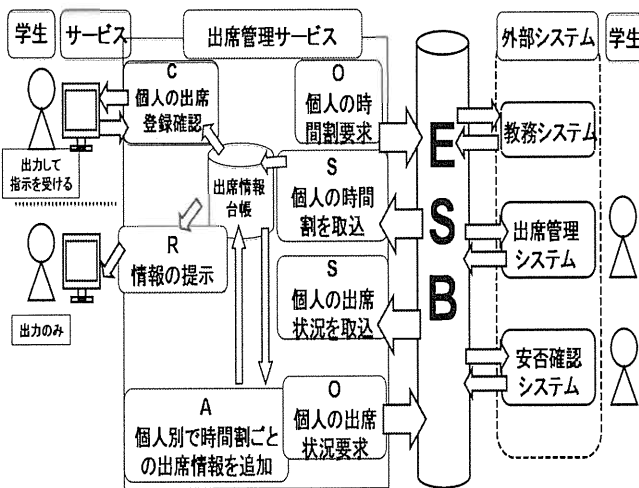 学生
サービス
出席管理サービス
外部システム
学生
C
個人の出席
登録確認
O
個人の時
間割要求
教務システム
出力して
指示を受ける
出席情報
台帳
S
個人の時間
割を取込
E
S
B
出席管理
システム
R
情報の提示
S
個人の出席
状況を取込
出力のみ
安否確認
システム
A
個人別で時間割ごと
の出席情報を追加
O
個人の出席
状況要求